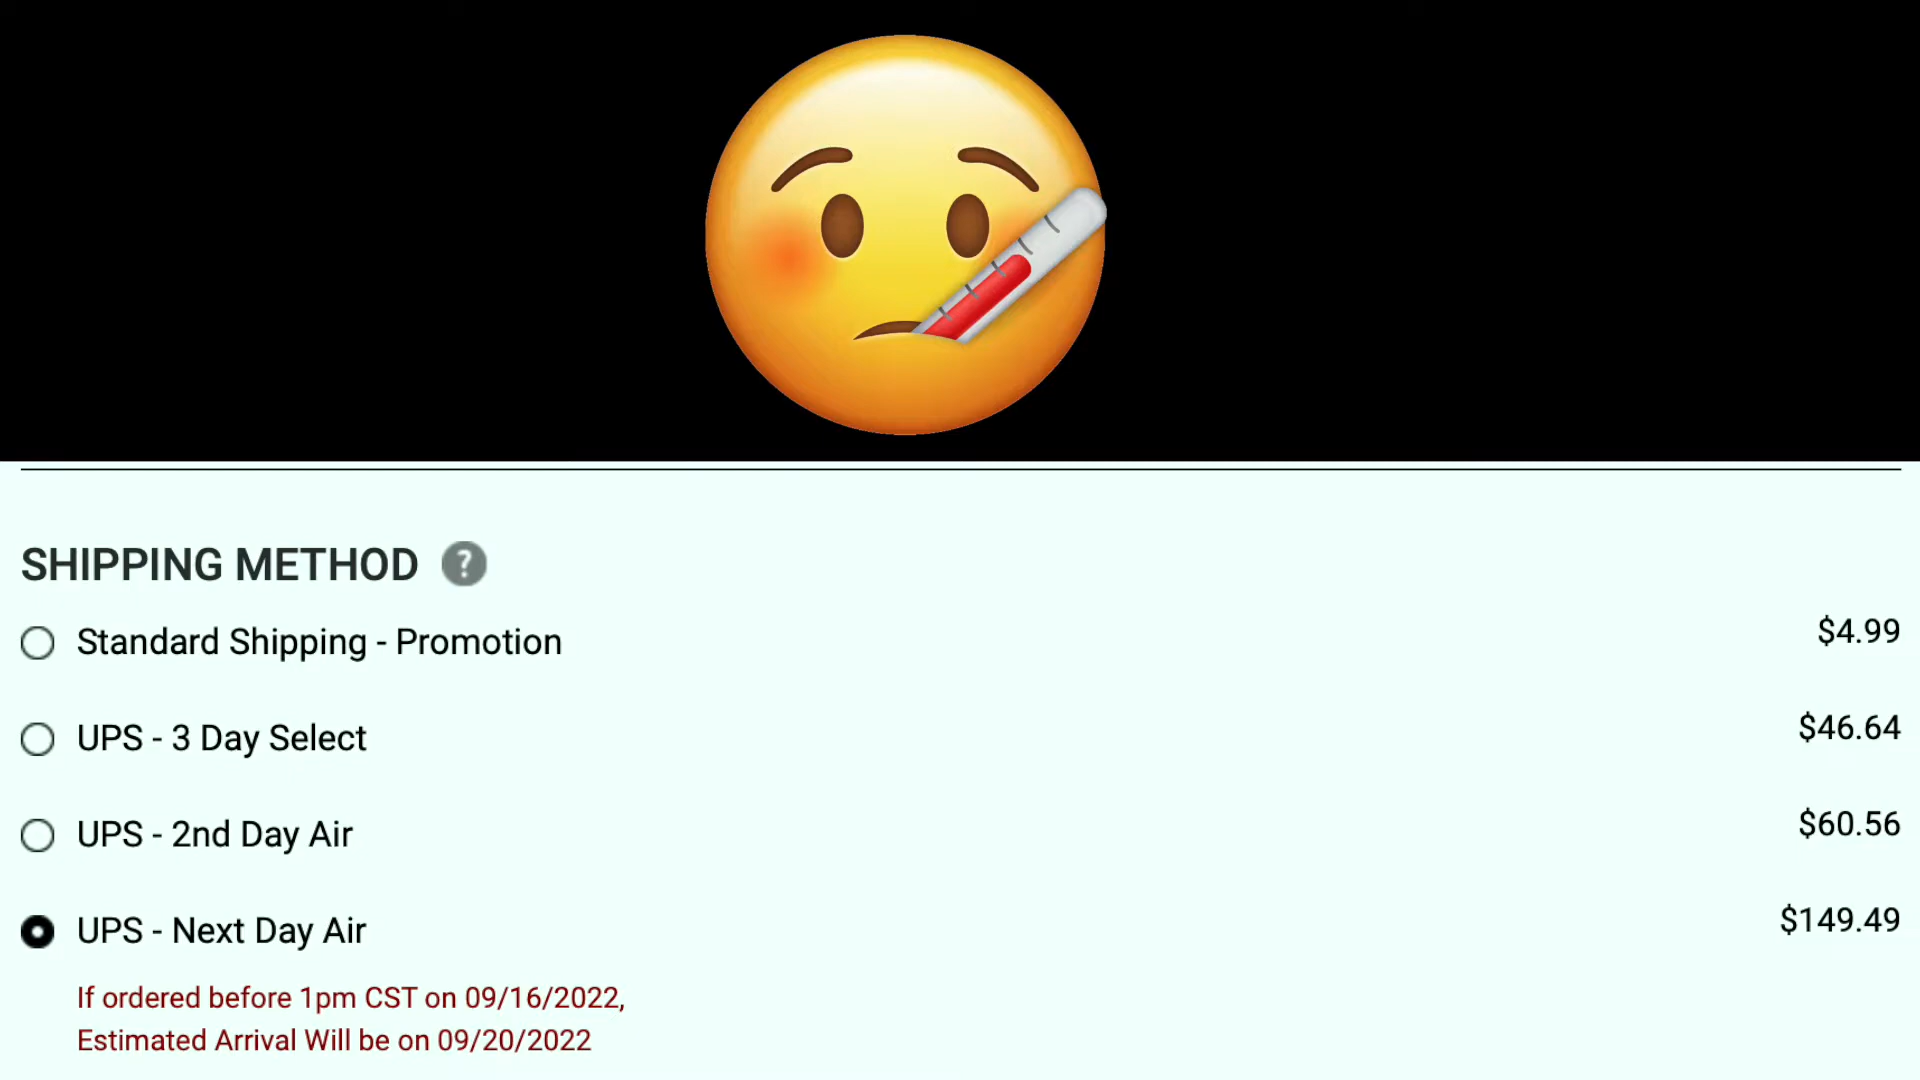 SHIPPING METHOD ?
Standard Shipping - Promotion $4.99
UPS - 3 Day Select $46.64
UPS - 2nd Day Air $60.56
UPS - Next Day Air $149.49
If ordered before 1pm CST on 09/16/2022,
Estimated Arrival Will be on 09/20/2022